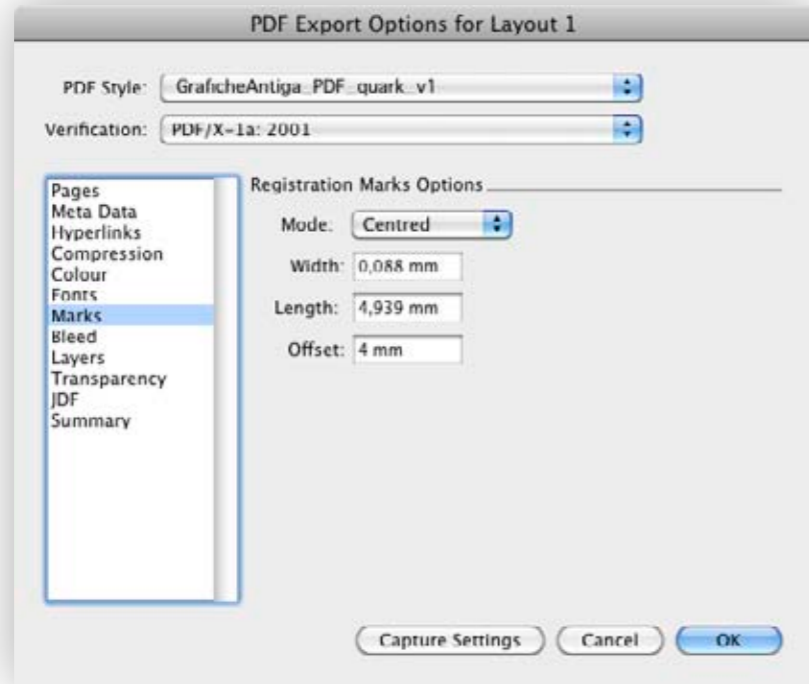 PDF Export Options for Layout 1
PDF Style: GraficheAntiga_PDF_quark_v1
Verification: PDF/X-1a: 2001
Pages
Meta Data
Hyperlinks
Compression
Colour
Fonts
Marks
Bleed
Layers
Transparency
JDF
Summary
Registration Marks Options
Mode: Centred
Width: 0,088 mm
Length: 4,939 mm
Offset: 4 mm
Capture Settings Cancel OK